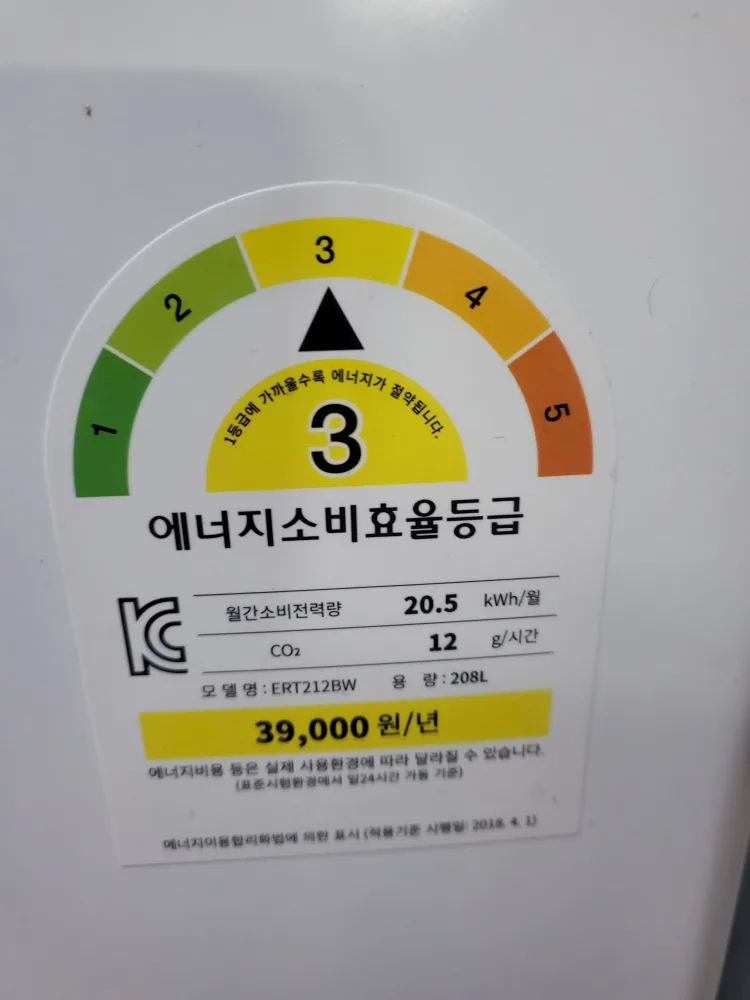 1
2
3
4
5
1등급에 가까울수록 에너지가 절약됩니다.
3
에너지소비효율등급
월간소비전력량 20.5 kWh/월
CO₂ 12 g/시간
모 델 명 : ERT212BW 용 량 : 208L
39,000 원/년
에너지비용 등은 실제 사용환경에 따라 달라질 수 있습니다.
(표준시험환경에서 일24시간 가동 기준)
에너지이용합리화법에 의한 표시 (적용기준 시행일: 2018. 4. 1)